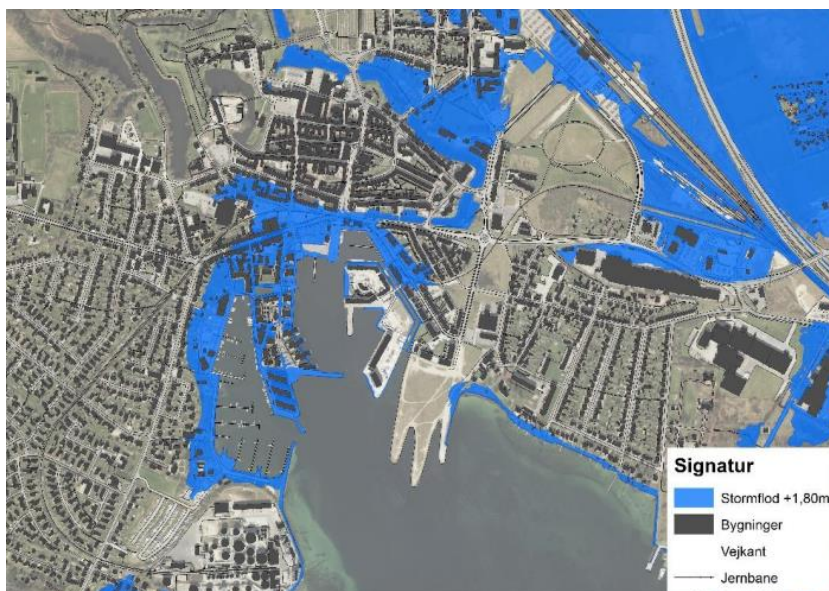 Signatur
Stormflod +1,80m
Bygninger
Vejkant
Jernbane